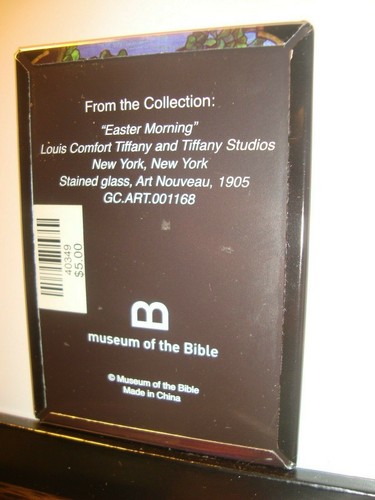 From the Collection:
"Easter Morning"
Louis Comfort Tiffany and Tiffany Studios
New York, New York
Stained glass, Art Nouveau, 1905
GC.ART.001168
40349
$5.00
B
museum of the Bible
© Museum of the Bible
Made in China